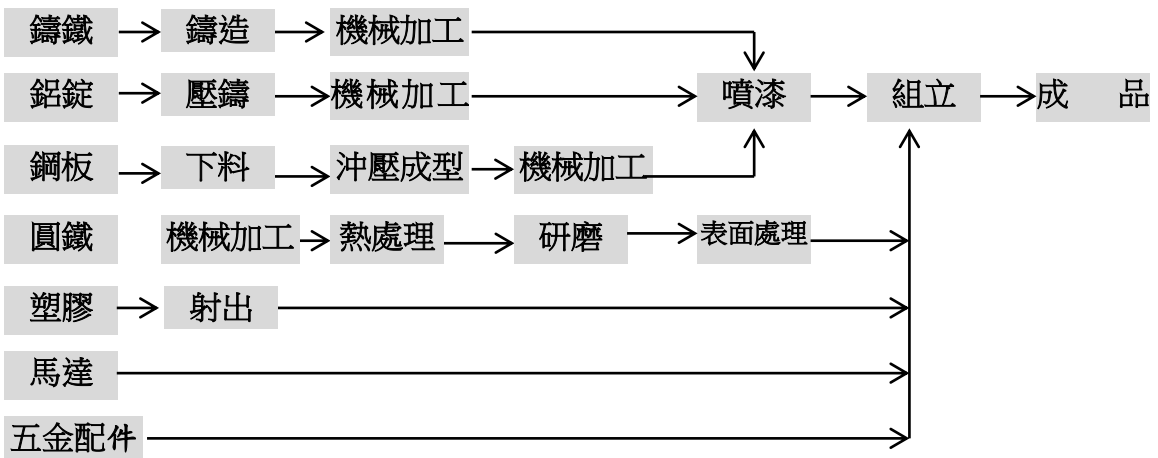 鑄鐵 鑄造 機械加工
鋁錠 壓鑄 機械加工 噴漆 組立 成 品
鋼板 下料 沖壓成型 機械加工
圓鐵 機械加工 熱處理 研磨 表面處理
塑膠 射出
馬達
五金配件